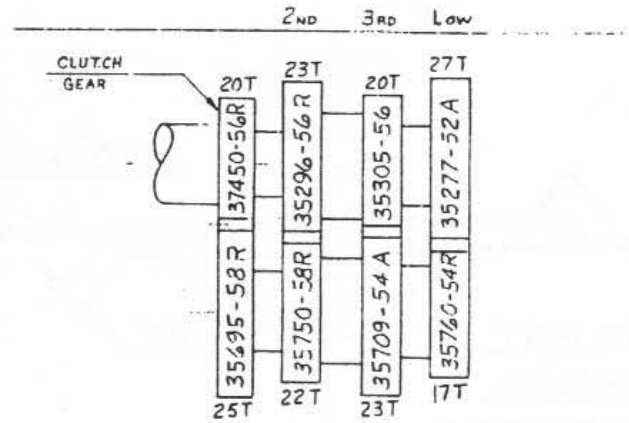 2ND 3RD LOW
CLUTCH
GEAR
20T 23T 20T 27T
37450-56R
35296-56R
35305-56
35277-52A
35695-58R
35750-58R
35709-54A
35760-54R
25T 22T 23T 17T